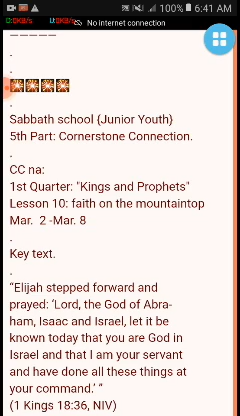 100% 6:41 AM
No internet connection
– – – – –
.
.
.
Sabbath school {Junior Youth}
5th Part: Cornerstone Connection.
.
CC na:
1st Quarter: "Kings and Prophets"
Lesson 10: faith on the mountaintop
Mar.  2 -Mar. 8
.
Key text.
.
“Elijah stepped forward and
prayed: ‘Lord, the God of Abra-
ham, Isaac and Israel, let it be
known today that you are God in
Israel and that I am your servant
and have done all these things at
your command.’ ”
(1 Kings 18:36, NIV)